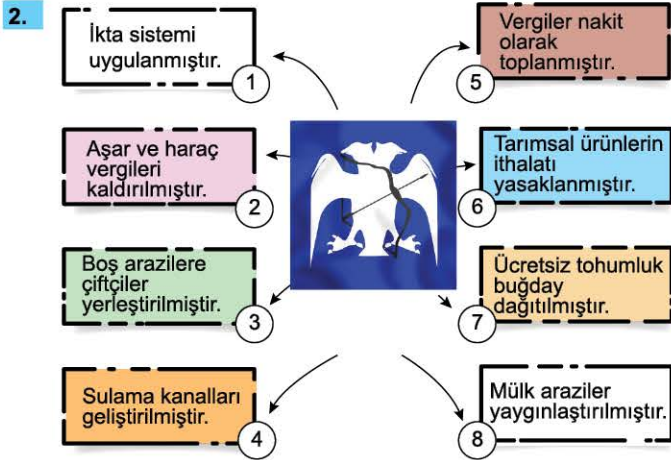 2.
İkta sistemi
uygulanmıştır.
1
Aşar ve haraç
vergileri
kaldırılmıştır.
2
Boş arazilere
çiftçiler
yerleştirilmiştir.
3
Sulama kanalları
geliştirilmiştir.
4
Vergiler nakit
olarak
toplanmıştır.
5
Tarımsal ürünlerin
ithalatı
yasaklanmıştır.
6
Ücretsiz tohumluk
buğday
dağıtılmıştır.
7
Mülk araziler
yaygınlaştırılmıştır.
8